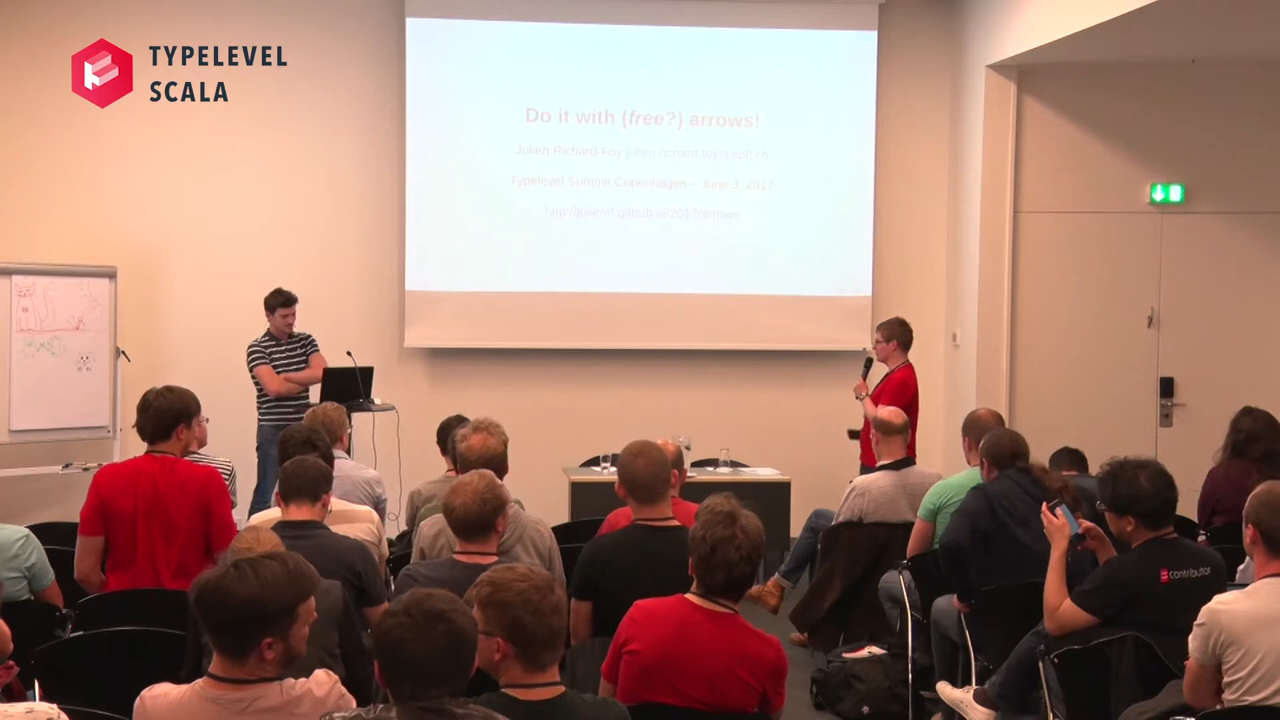 TYPELEVEL
SCALA
Do it with (free?) arrows!
Julien Richard-Foy julien.richard-foy@epfl.ch
Typelevel Summit Copenhagen – June 3, 2017
contributor